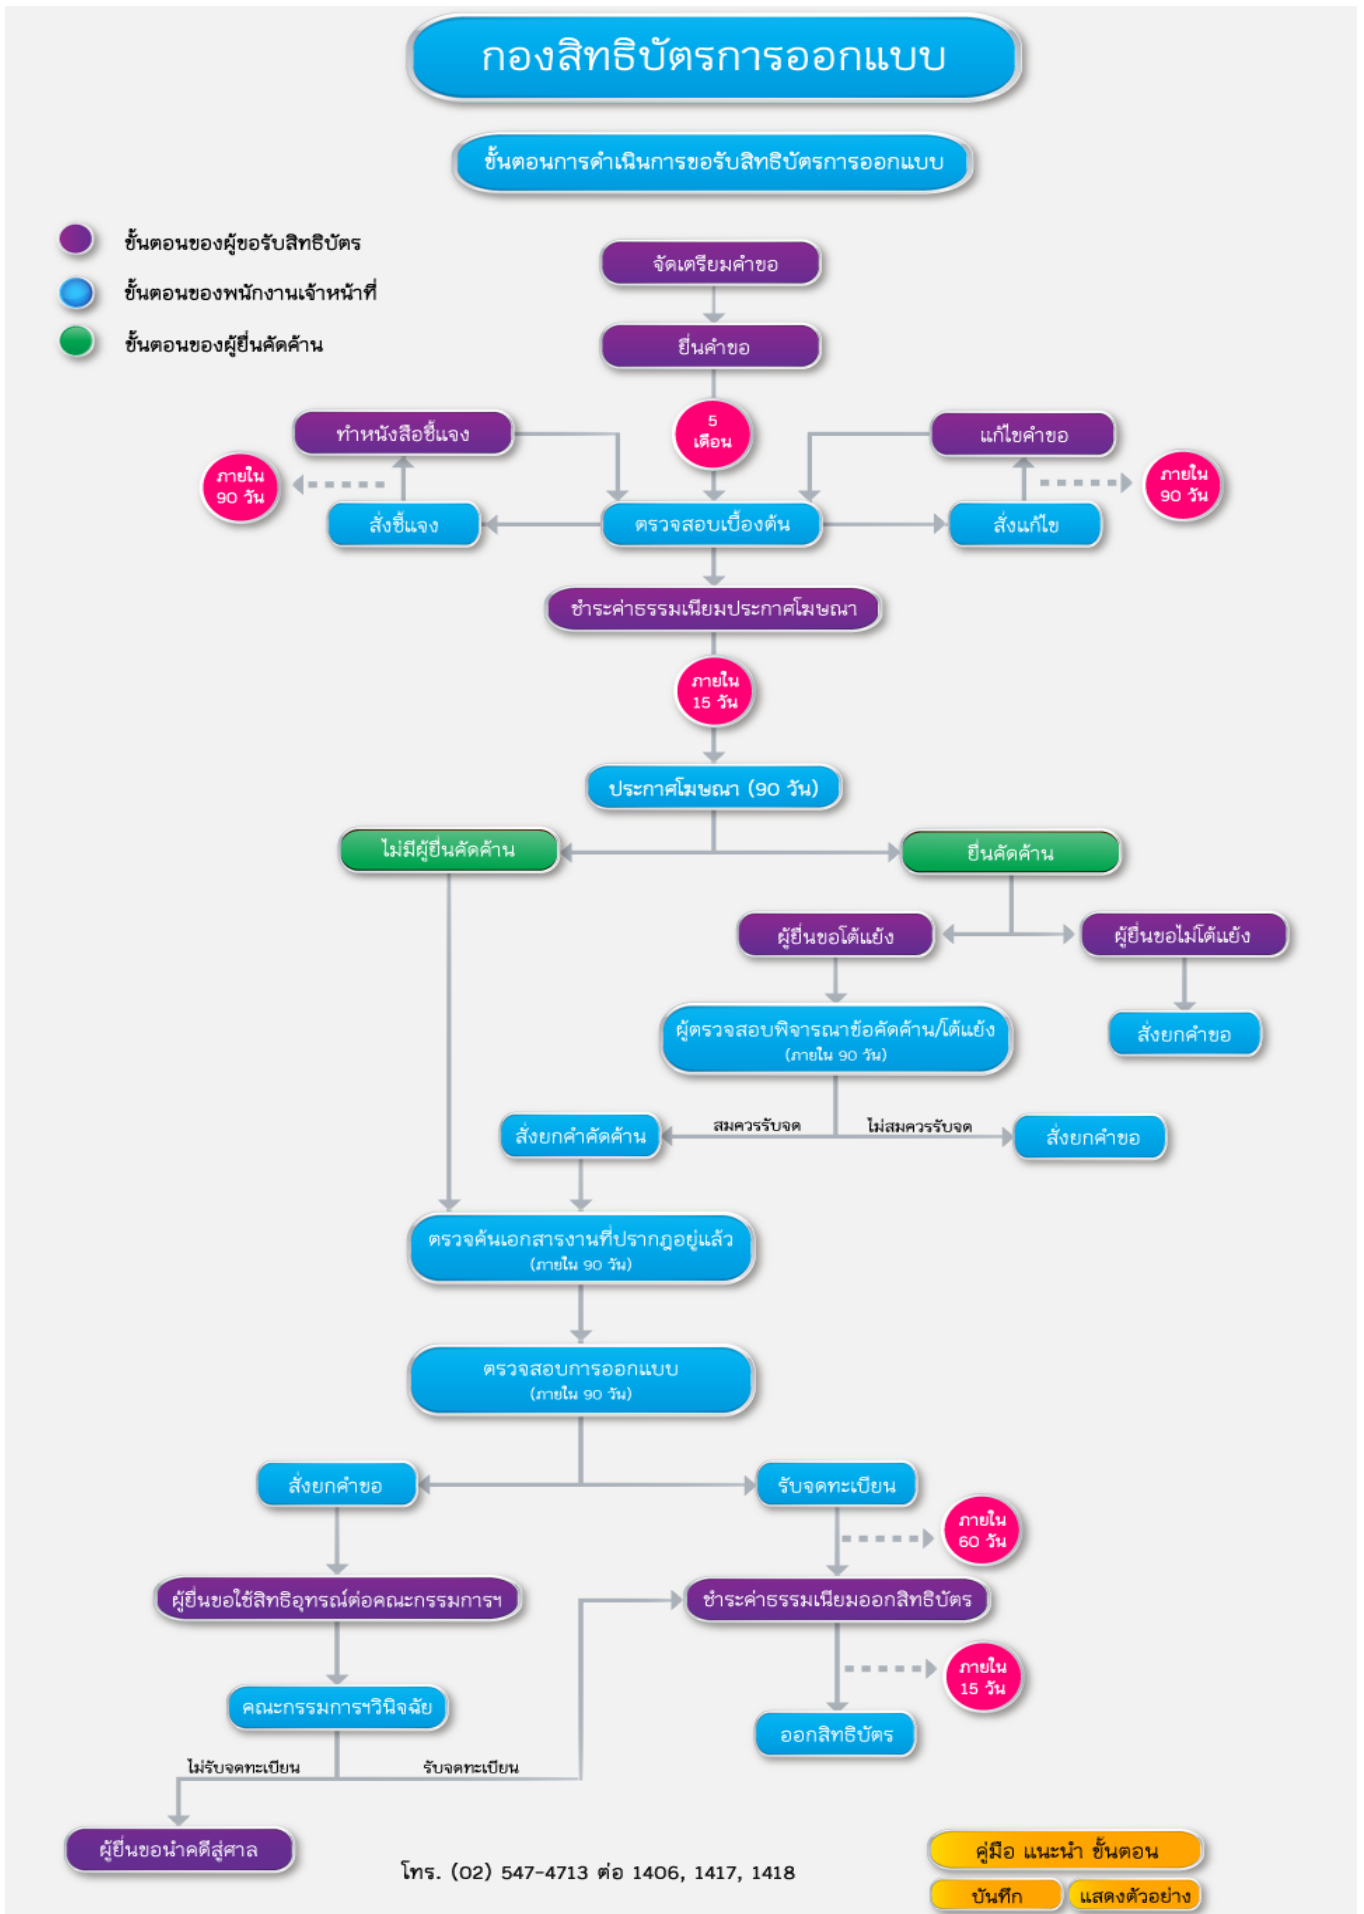 กองสิทธิบัตรการออกแบบ
ขั้นตอนการดำเนินการขอรับสิทธิบัตรการออกแบบ
ขั้นตอนของผู้ขอรับสิทธิบัตร
ขั้นตอนของพนักงานเจ้าหน้าที่
ขั้นตอนของผู้ยื่นคัดค้าน
จัดเตรียมคำขอ
ยื่นคำขอ
5
เดือน
ทำหนังสือชี้แจง
แก้ไขคำขอ
ภายใน
90 วัน
ภายใน
90 วัน
สั่งชี้แจง
ตรวจสอบเบื้องต้น
สั่งแก้ไข
ชำระค่าธรรมเนียมประกาศโฆษณา
ภายใน
15 วัน
ประกาศโฆษณา (90 วัน)
ไม่มีผู้ยื่นคัดค้าน
ยื่นคัดค้าน
ผู้ยื่นขอโต้แย้ง
ผู้ยื่นขอไม่โต้แย้ง
ผู้ตรวจสอบพิจารณาข้อคัดค้าน/โต้แย้ง
(ภายใน 90 วัน)
สั่งยกคำขอ
สั่งยกคำคัดค้าน
สมควรรับจด
ไม่สมควรรับจด
สั่งยกคำขอ
ตรวจค้นเอกสารงานที่ปรากฏอยู่แล้ว
(ภายใน 90 วัน)
ตรวจสอบการออกแบบ
(ภายใน 90 วัน)
สั่งยกคำขอ
รับจดทะเบียน
ภายใน
60 วัน
ผู้ยื่นขอใช้สิทธิอุทรณ์ต่อคณะกรรมการฯ
ชำระค่าธรรมเนียมออกสิทธิบัตร
ภายใน
15 วัน
คณะกรรมการฯวินิจฉัย
ออกสิทธิบัตร
ไม่รับจดทะเบียน
รับจดทะเบียน
ผู้ยื่นขอนำคดีสู่ศาล
โทร. (02) 547-4713 ต่อ 1406, 1417, 1418
คู่มือ แนะนำ ขั้นตอน
บันทึก
แสดงตัวอย่าง